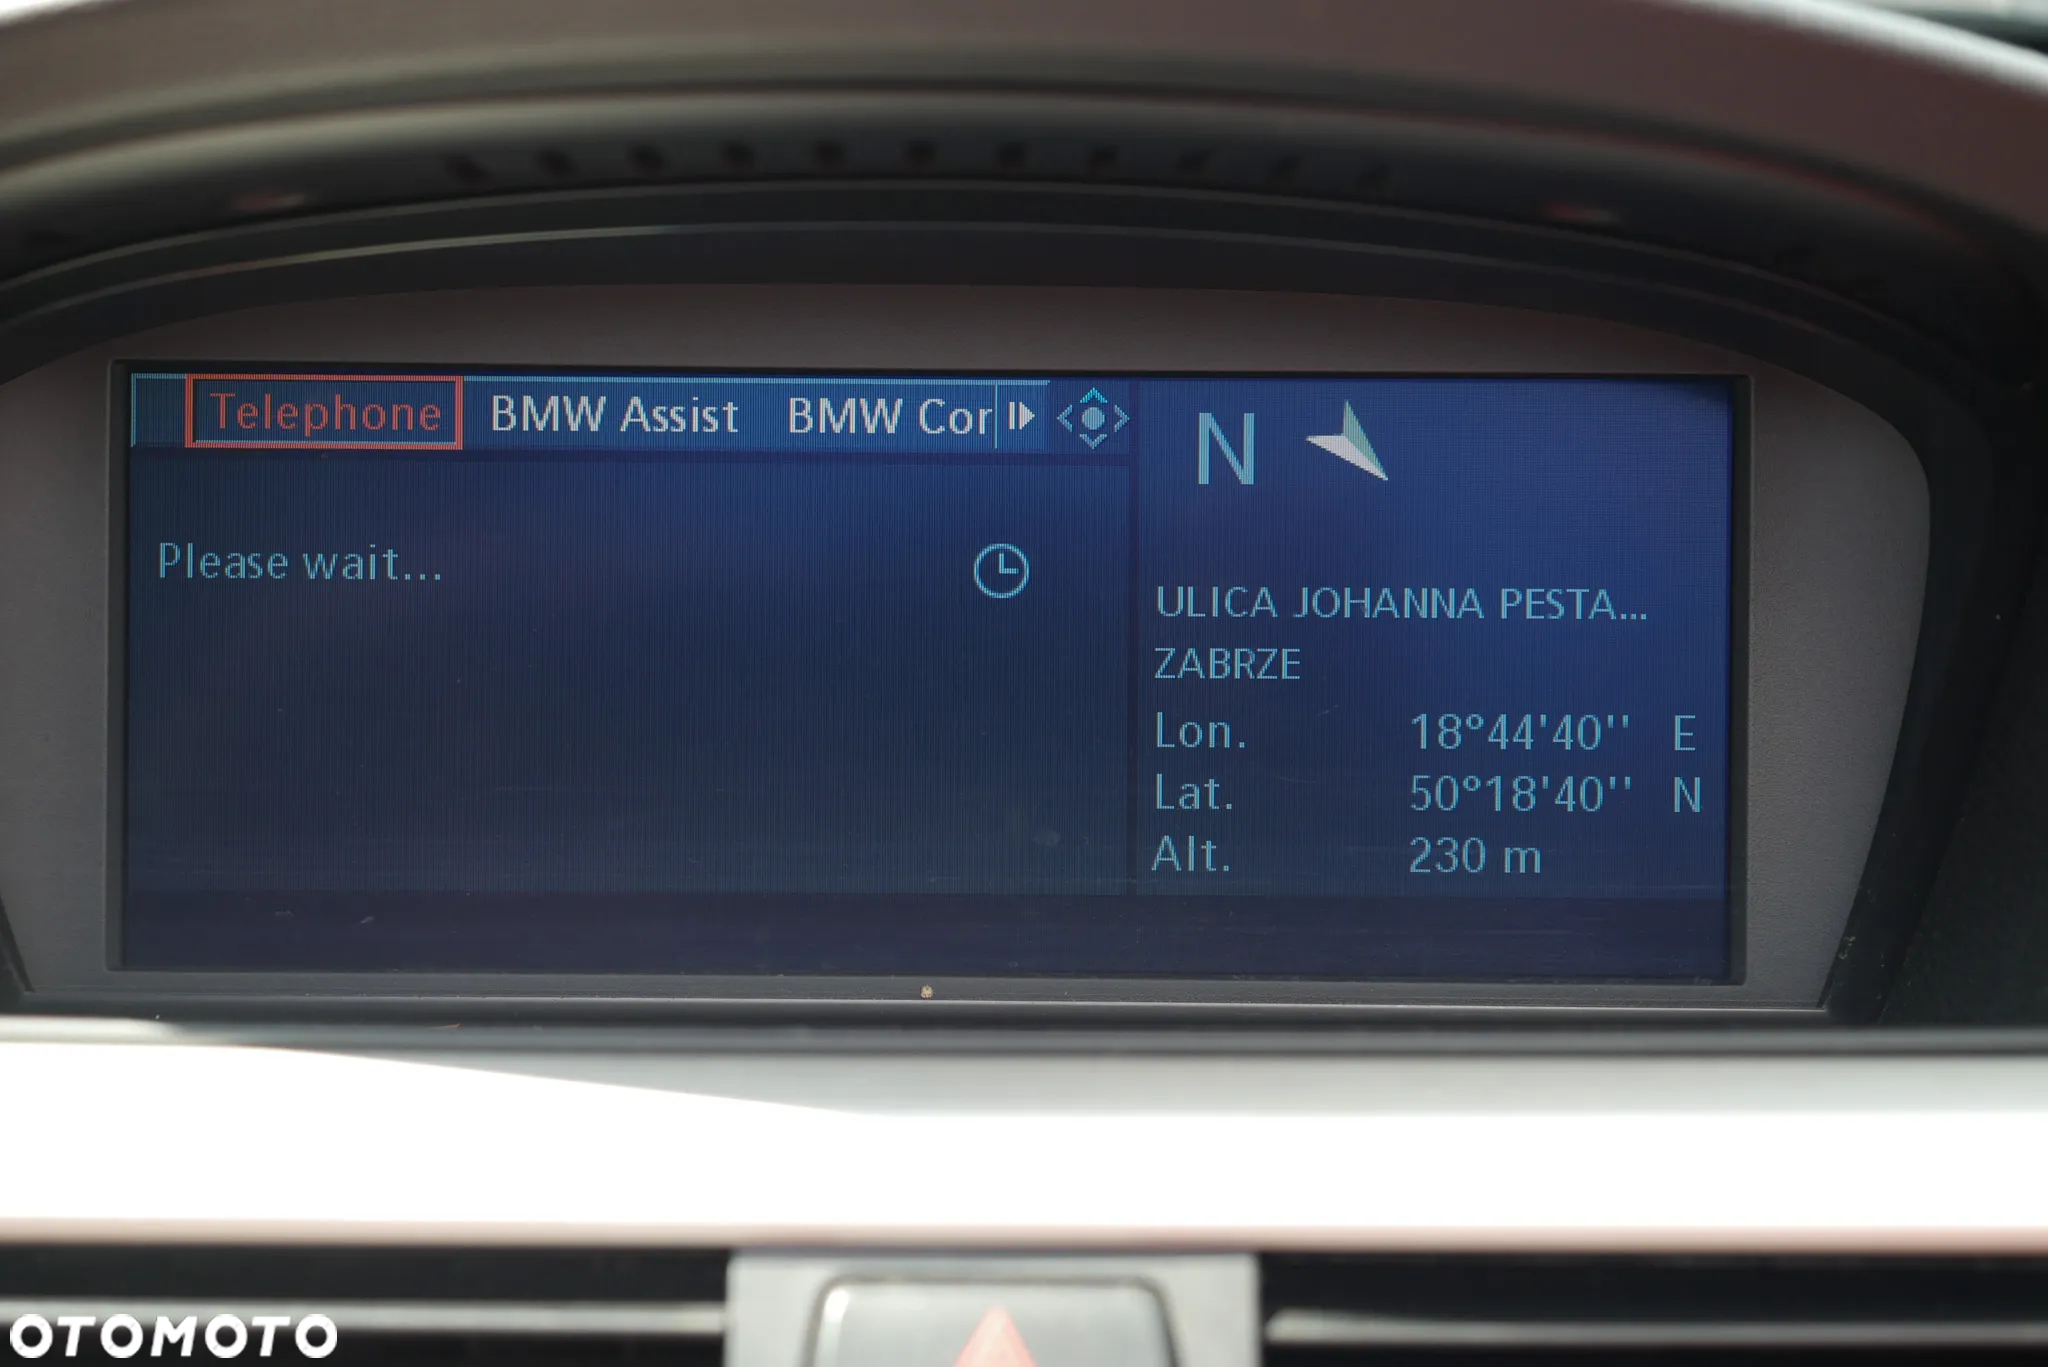 Telephone BMW Assist BMW Cor
N
Please wait...
ULICA JOHANNA PESTA...
ZABRZE
Lon. 18°44'40'' E
Lat. 50°18'40'' N
Alt. 230 m
OTOMOTO